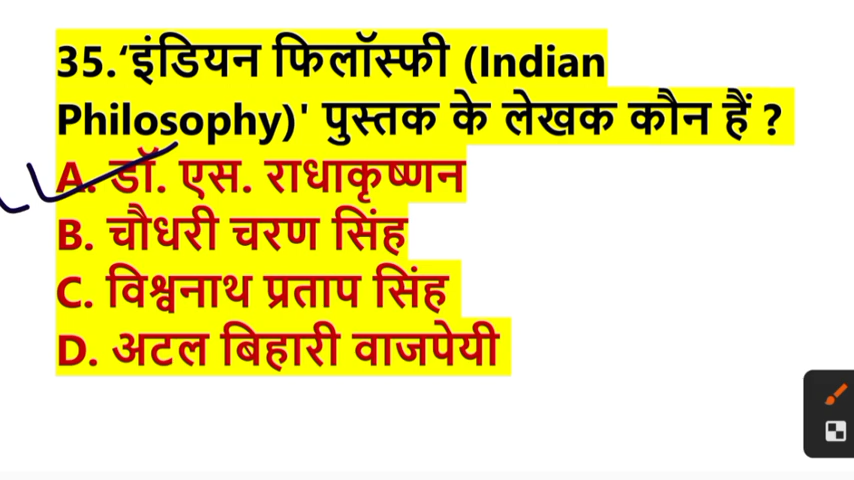 35.‘इंडियन फिलॉस्फी (Indian
Philosophy)' पुस्तक के लेखक कौन हैं ?
A. डॉ. एस. राधाकृष्णन
B. चौधरी चरण सिंह
C. विश्वनाथ प्रताप सिंह
D. अटल बिहारी वाजपेयी